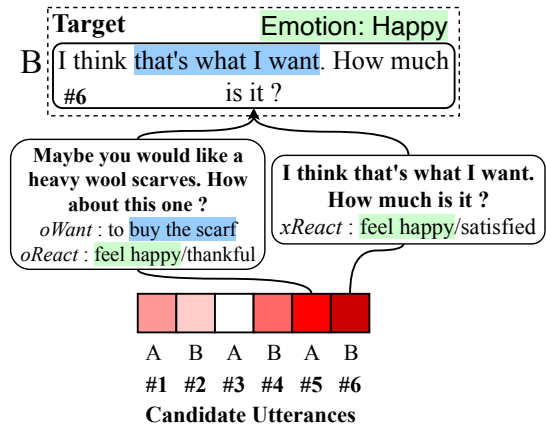 Target
Emotion: Happy
B
I think that's what I want. How much
is it ?
#6
Maybe you would like a
heavy wool scarves. How
about this one ?
oWant : to buy the scarf
oReact : feel happy/thankful
I think that's what I want.
How much is it ?
xReact : feel happy/satisfied
A B A B A B
#1 #2 #3 #4 #5 #6
Candidate Utterances